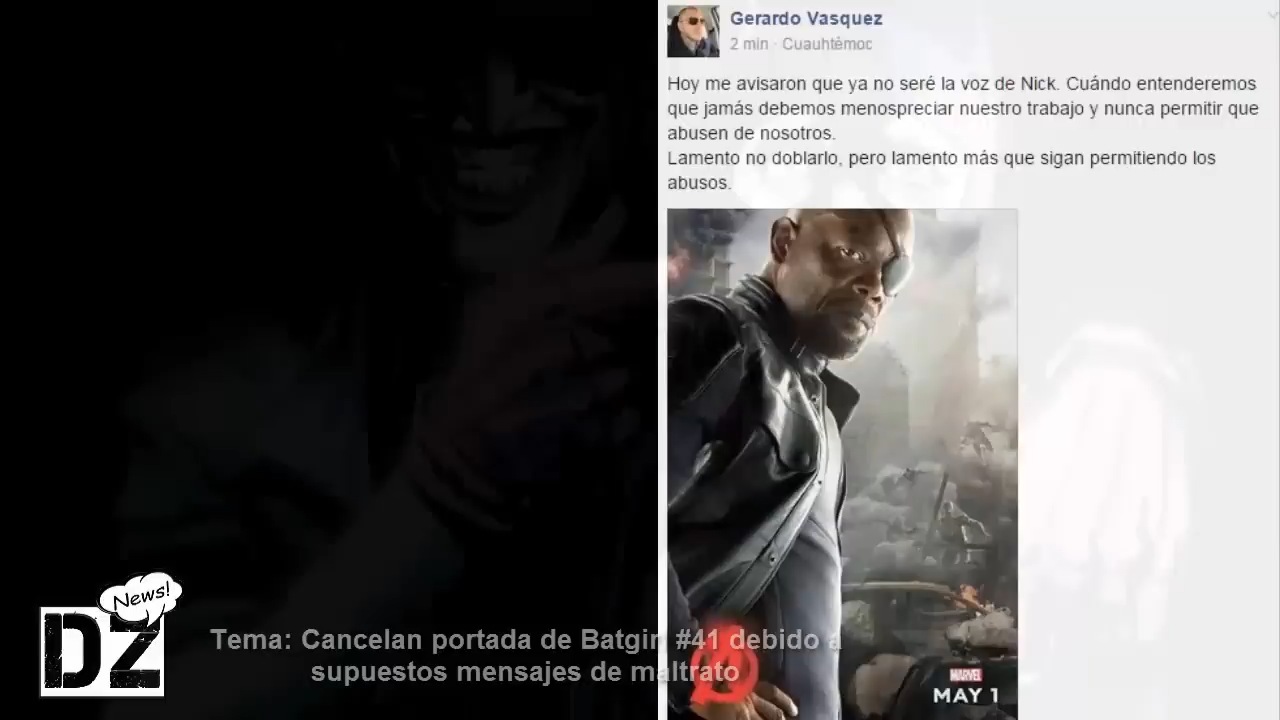 Gerardo Vasquez
2 min · Cuauhtémoc
Hoy me avisaron que ya no seré la voz de Nick. Cuándo entenderemos
que jamás debemos menospreciar nuestro trabajo y nunca permitir que
abusen de nosotros.
Lamento no doblarlo, pero lamento más que sigan permitiendo los
abusos.
MARVEL
MAY 1
News!
DZ
Tema: Cancelan portada de Batgirl #41 debido a
supuestos mensajes de maltrato